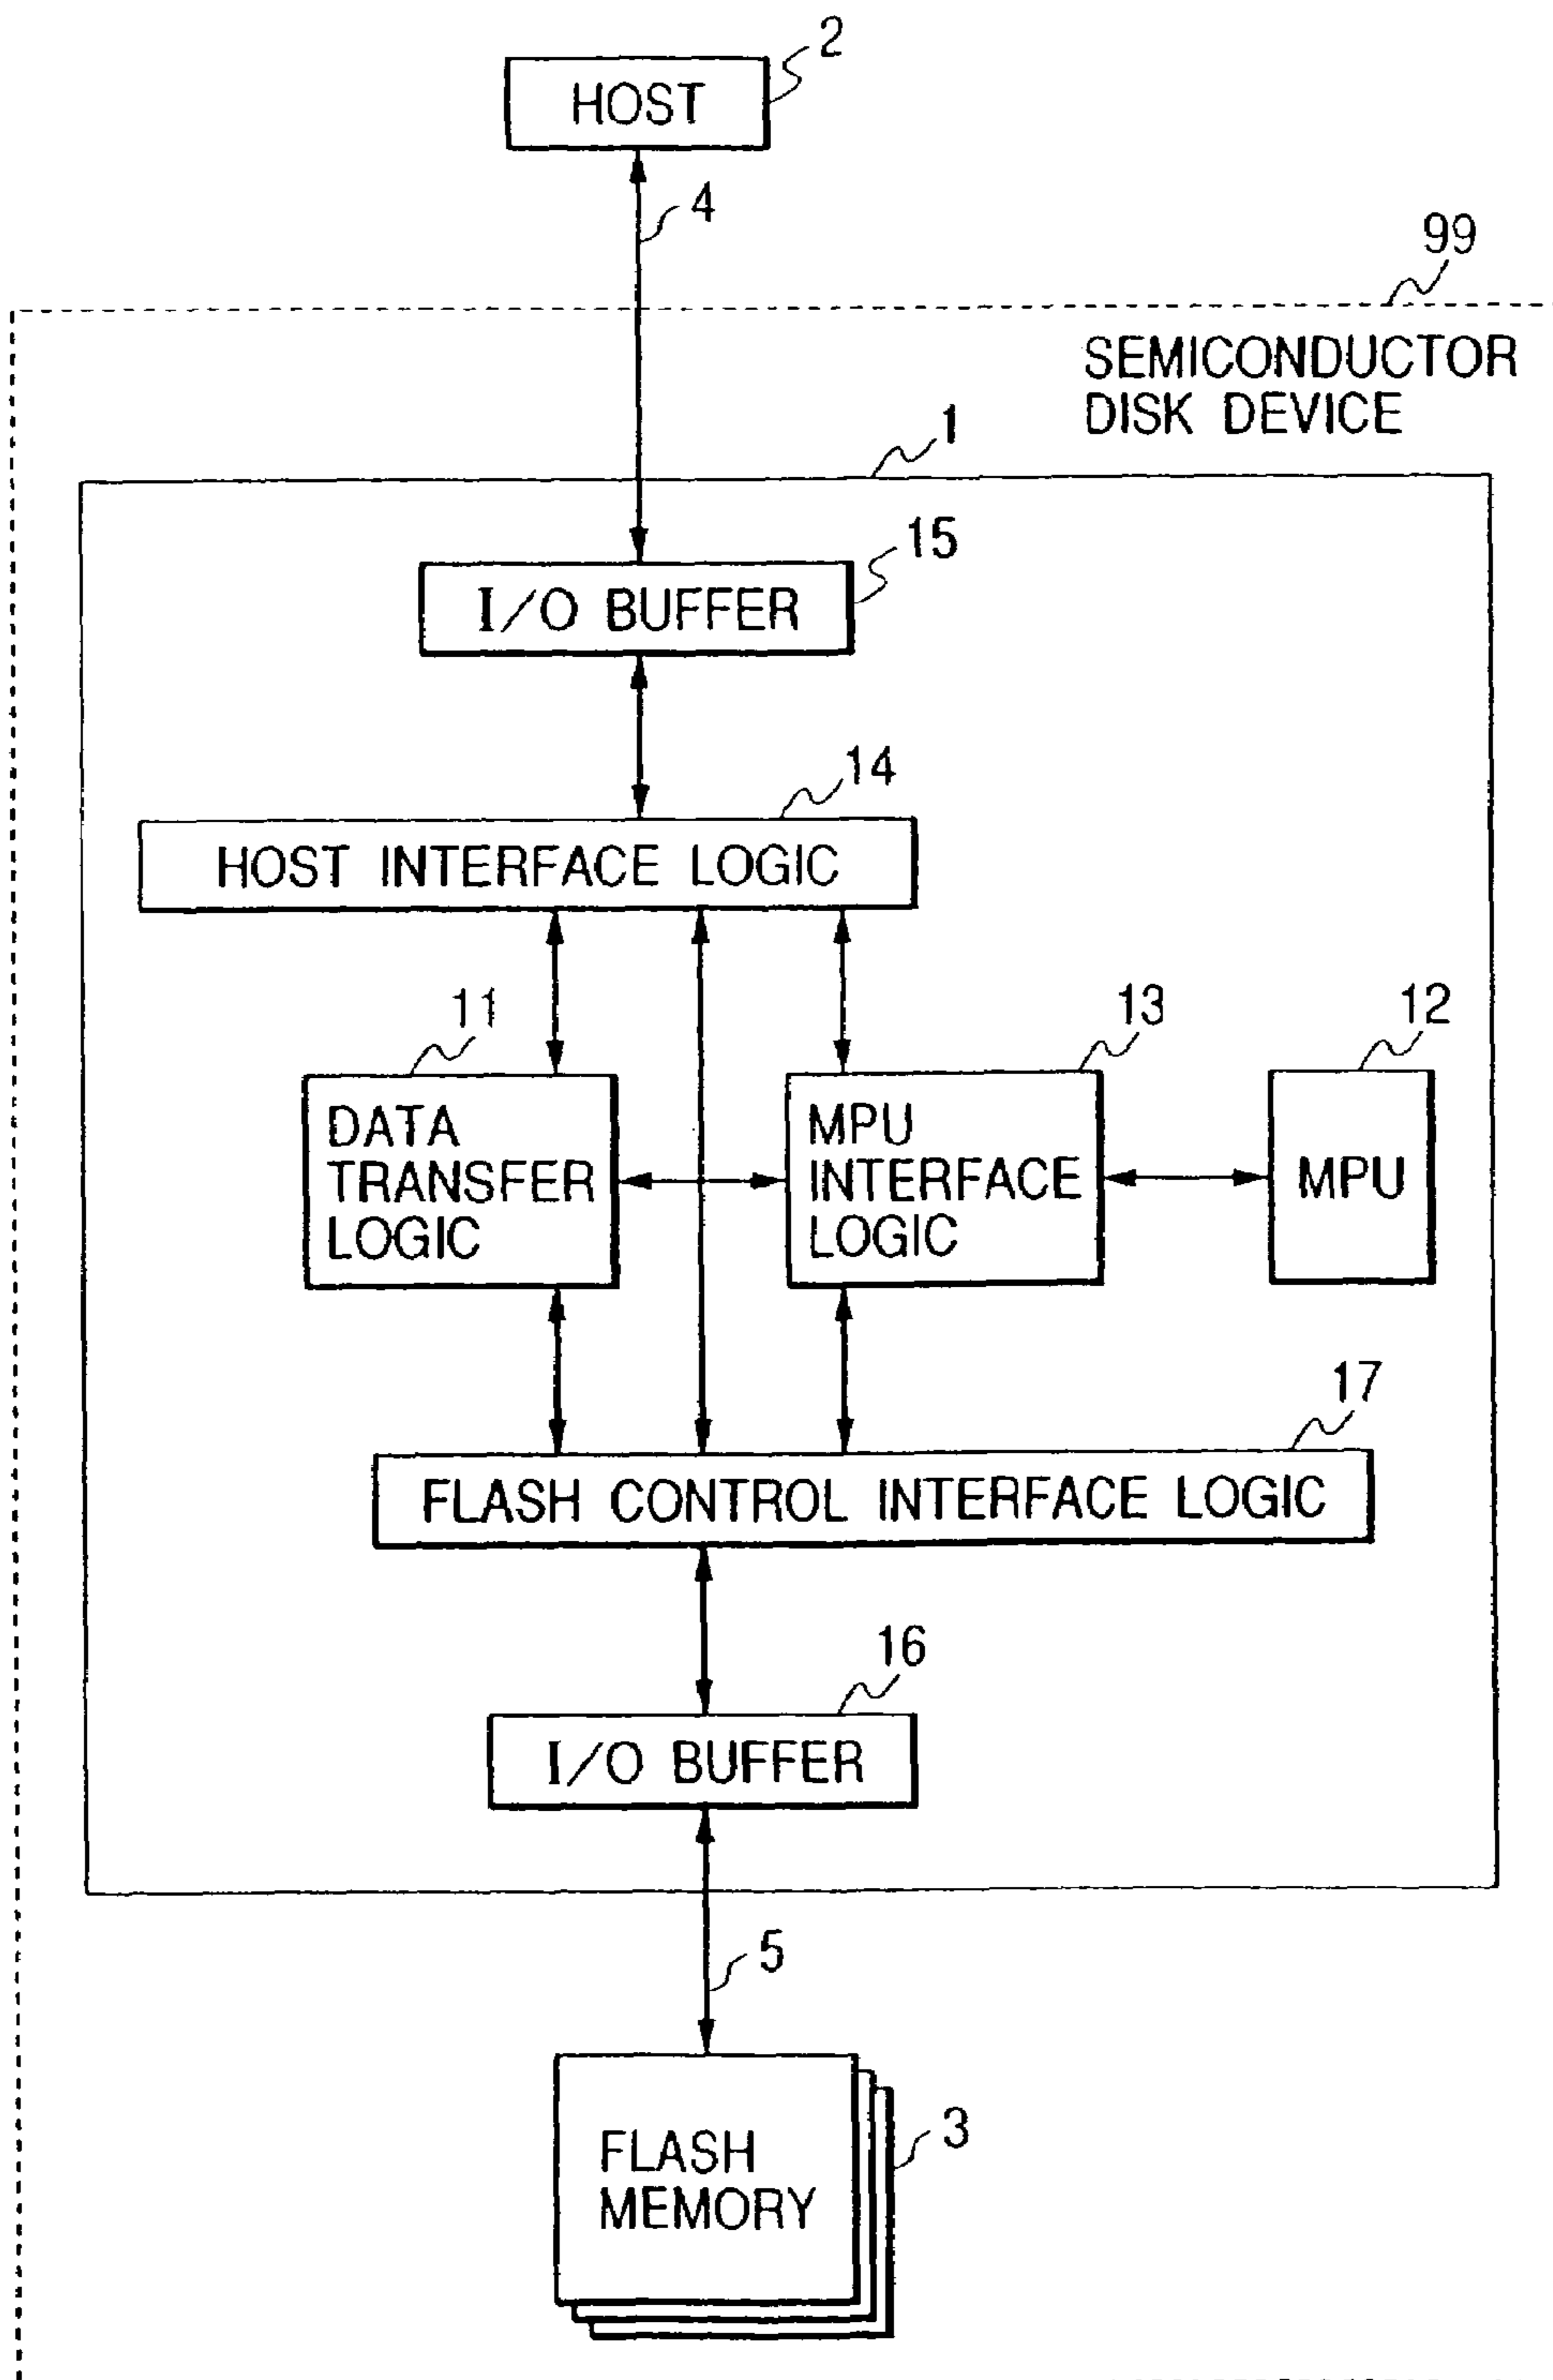 2
HOST
4
99
SEMICONDUCTOR
DISK DEVICE
1
15
I/O BUFFER
14
HOST INTERFACE LOGIC
11
13
12
DATA
TRANSFER
LOGIC
MPU
INTERFACE
LOGIC
MPU
17
FLASH CONTROL INTERFACE LOGIC
16
I/O BUFFER
5
3
FLASH
MEMORY